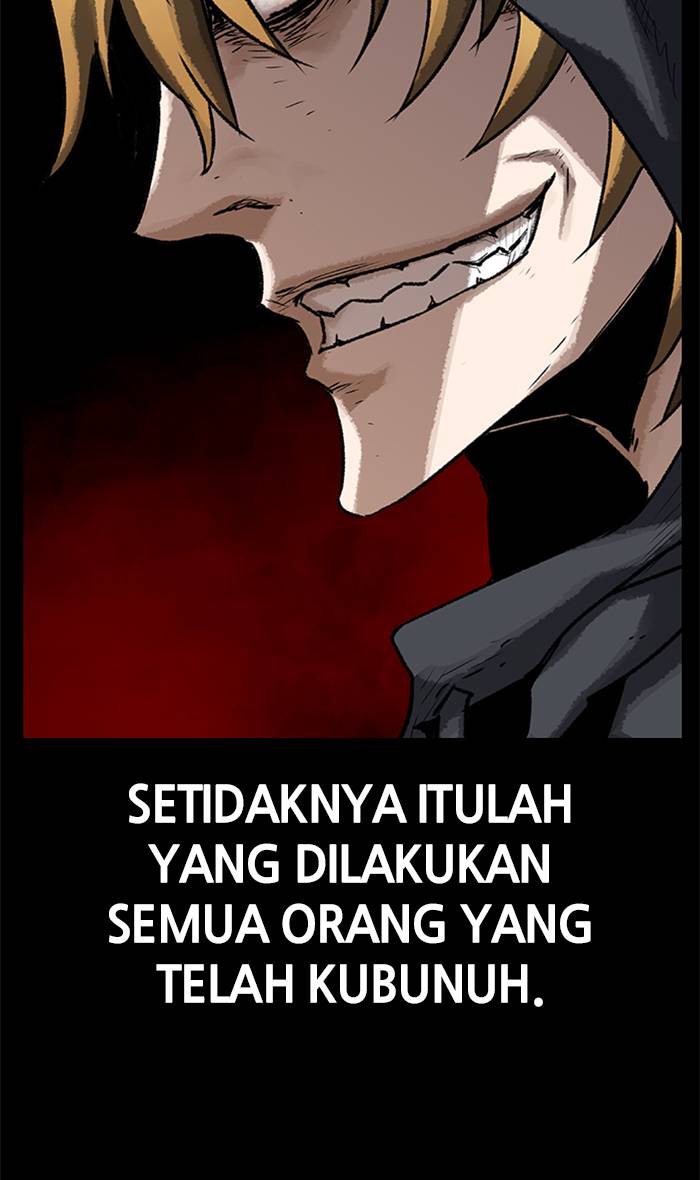 SETIDAKNYA ITULAH
YANG DILAKUKAN
SEMUA ORANG YANG
TELAH KUBUNUH.